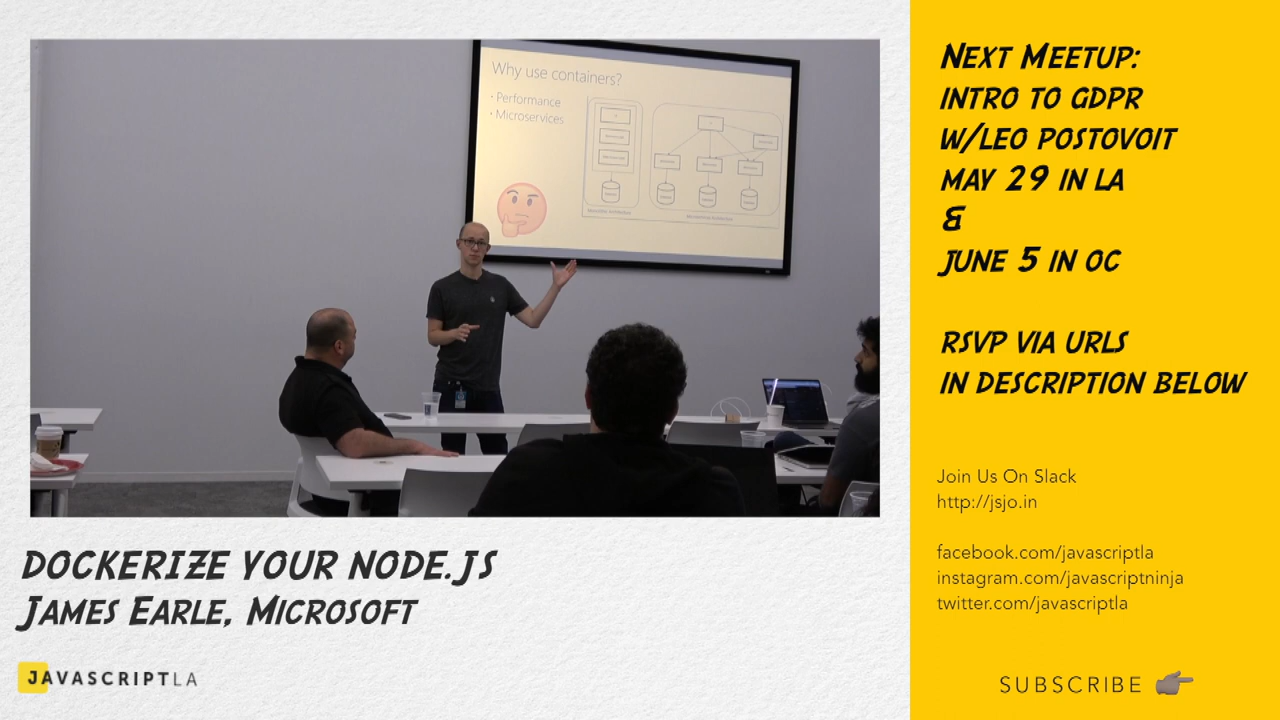 Why use containers?
· Performance
· Microservices
NEXT MEETUP:
INTRO TO GDPR
W/LEO POSTOVOIT
MAY 29 IN LA
&
JUNE 5 IN OC
RSVP VIA URLS
IN DESCRIPTION BELOW
Join Us On Slack
http://jsjo.in
facebook.com/javascriptla
instagram.com/javascriptninja
twitter.com/javascriptla
DOCKERIZE YOUR NODE.JS
JAMES EARLE, MICROSOFT
JAVASCRIPTLA
SUBSCRIBE